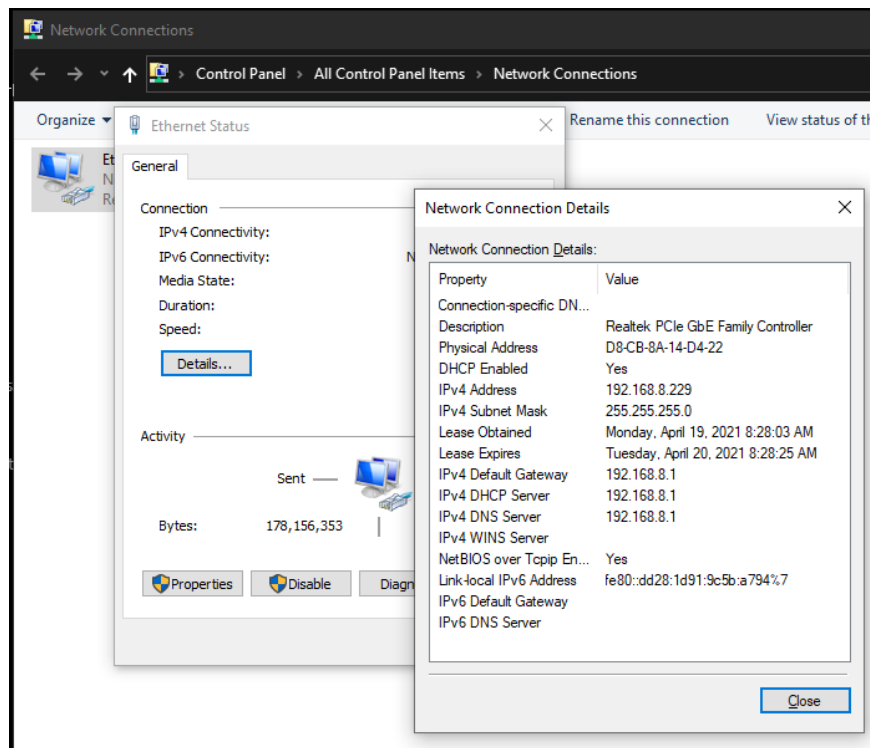 Network Connections
Control Panel > All Control Panel Items > Network Connections
Organize
Rename this connection
View status of
Ethernet Status
General
Connection
IPv4 Connectivity:
IPv6 Connectivity:
Media State:
Duration:
Speed:
Details...
Activity
Sent
Bytes: 178,156,353
Properties
Disable
Network Connection Details
Network Connection Details:
Property Value
Connection-specific DN...
Description Realtek PCIe GbE Family Controller
Physical Address D8-CB-8A-14-D4-22
DHCP Enabled Yes
IPv4 Address 192.168.8.229
IPv4 Subnet Mask 255.255.255.0
Lease Obtained Monday, April 19, 2021 8:28:03 AM
Lease Expires Tuesday, April 20, 2021 8:28:25 AM
IPv4 Default Gateway 192.168.8.1
IPv4 DHCP Server 192.168.8.1
IPv4 DNS Server 192.168.8.1
IPv4 WINS Server
NetBIOS over Tcpip En... Yes
Link-local IPv6 Address fe80::dd28:1d91:9c5b:a794%7
IPv6 Default Gateway
IPv6 DNS Server
Close